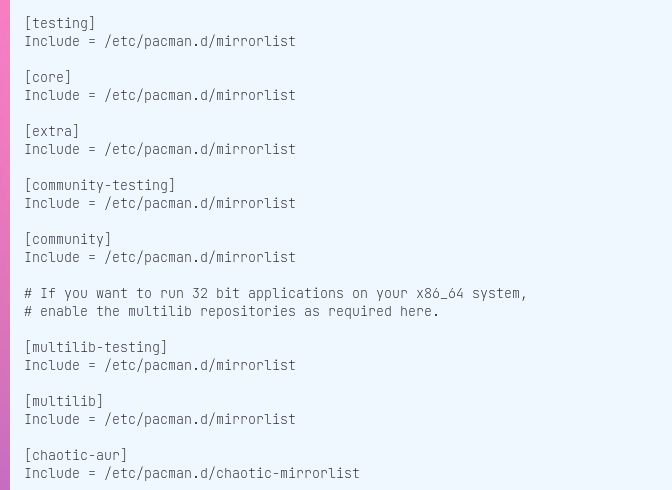 [testing]
Include = /etc/pacman.d/mirrorlist
[core]
Include = /etc/pacman.d/mirrorlist
[extra]
Include = /etc/pacman.d/mirrorlist
[community-testing]
Include = /etc/pacman.d/mirrorlist
[community]
Include = /etc/pacman.d/mirrorlist
# If you want to run 32 bit applications on your x86_64 system,
# enable the multilib repositories as required here.
[multilib-testing]
Include = /etc/pacman.d/mirrorlist
[multilib]
Include = /etc/pacman.d/mirrorlist
[chaotic-aur]
Include = /etc/pacman.d/chaotic-mirrorlist